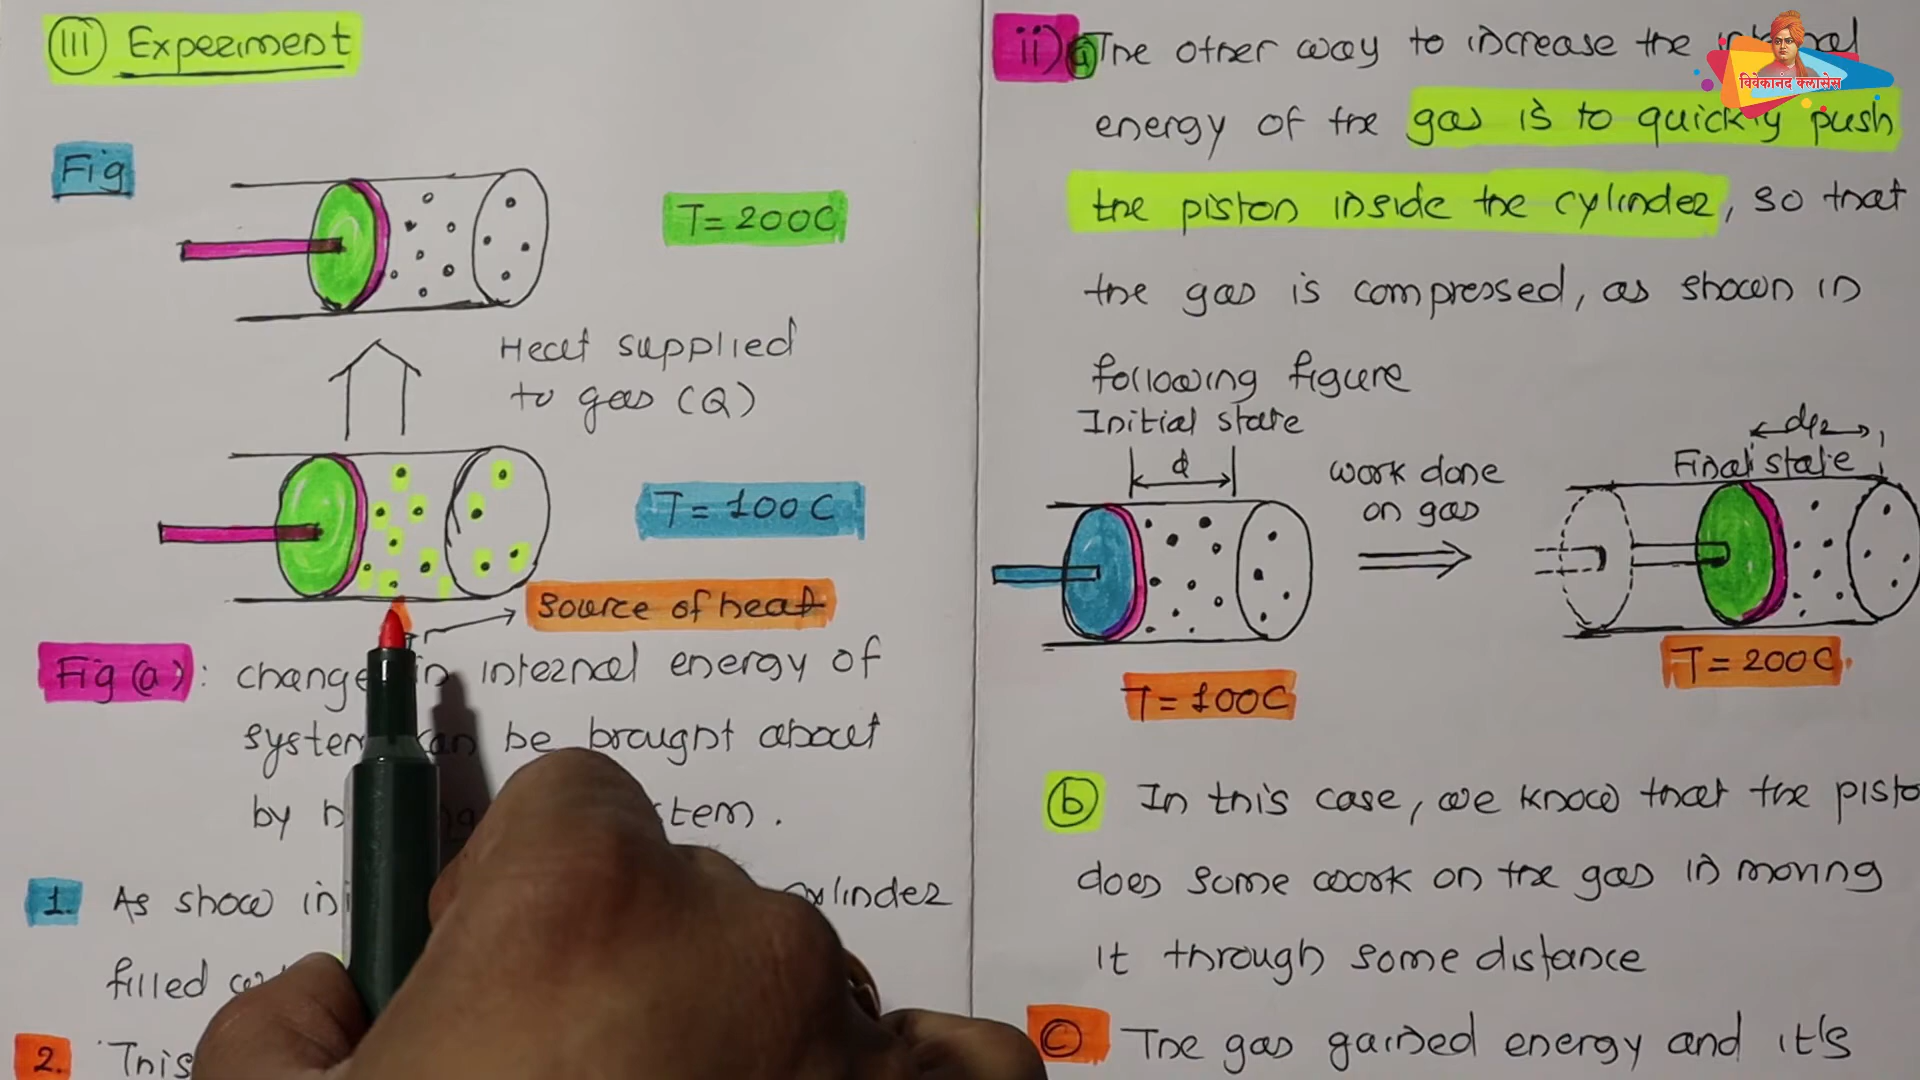 III Experiment
Fig
T = 200C
Heat supplied
to gas (Q)
T = 100C
source of heat
Fig (a) : change in internal energy of
system can be brought about
by system.
1. As show in cylinder
filled
2. This
ii) a The other way to increase the internal
energy of the gas is to quickly push
the piston inside the cylinder, so that
the gas is compressed, as shown in
following figure
Initial state
d
work done
on gas
Final state
T = 100C
T = 200C.
b In this case, we know that the pisto
does some work on the gas in moving
it through some distance
c The gas gained energy and it's
विवेकानंद क्लासेस